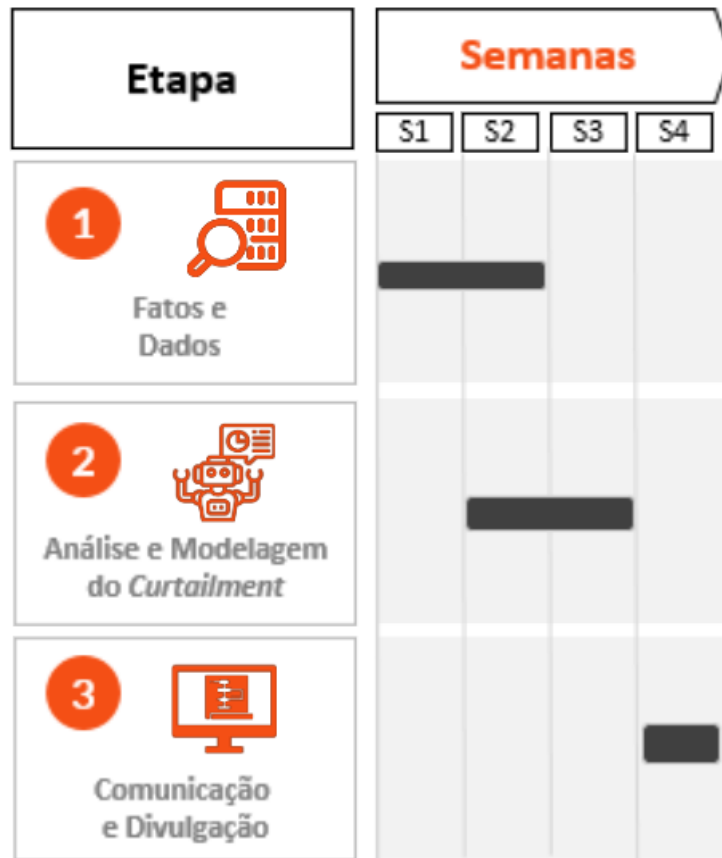 Etapa
Semanas
S1 S2 S3 S4
1
Fatos e
Dados
2
Análise e Modelagem
do Curtailment
3
Comunicação
e Divulgação